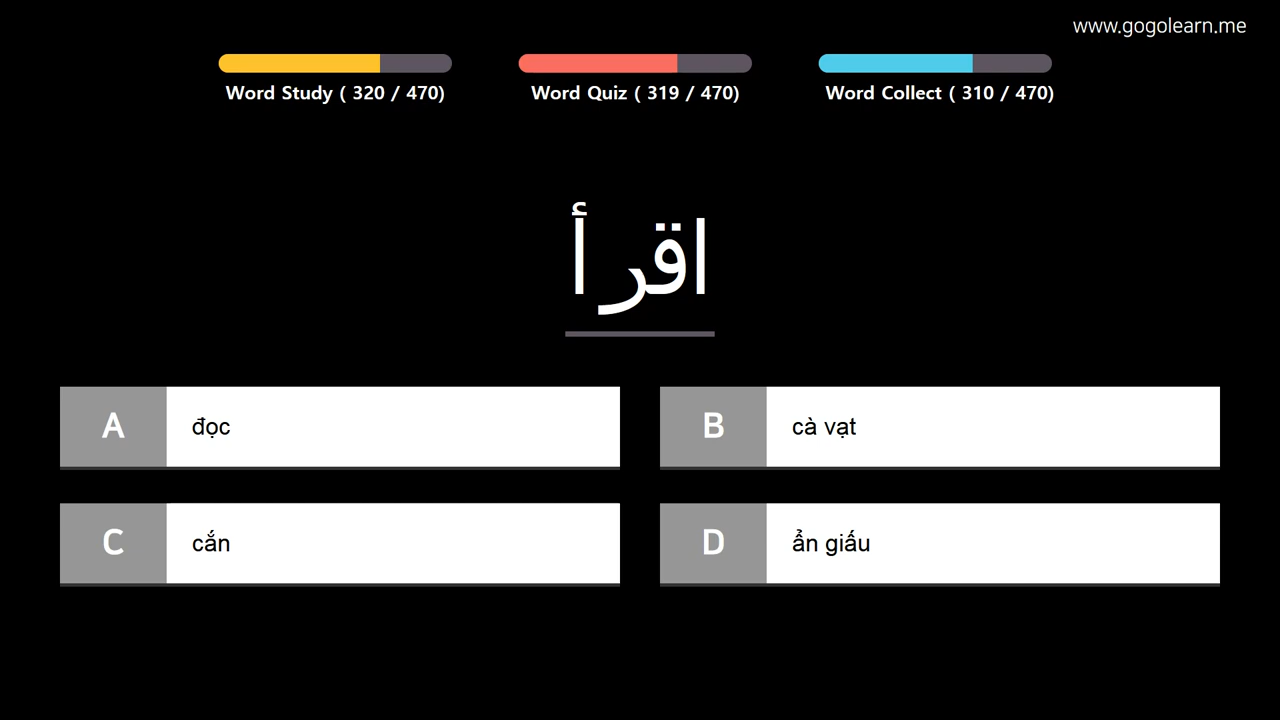 www.gogolearn.me
Word Study ( 320 / 470)
Word Quiz ( 319 / 470)
Word Collect ( 310 / 470)
اقرأ
A đọc
B cà vạt
C cắn
D ẩn giấu